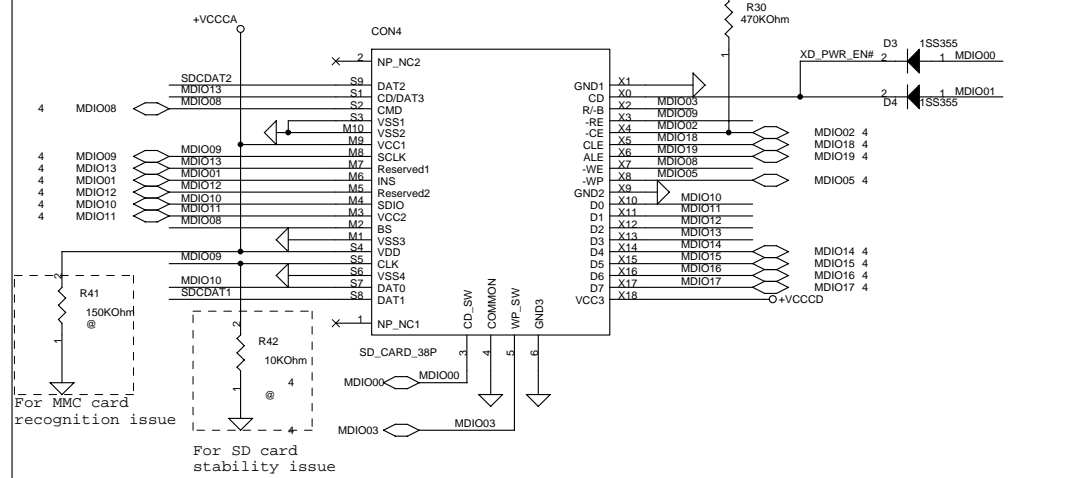 +VCCCA
CON4
R30
470KOhm
D3 1SS355
XD_PWR_EN# 2 1 MDIO00
2 1 MDIO01
D4 1SS355
1
2 NP_NC2
SDCDAT2 S9 DAT2
MDIO13 S1 CD/DAT3
4 MDIO08 MDIO08 S2 CMD
S3 VSS1
M10 VSS2
M9 VCC1
4 MDIO09 MDIO09 M8 SCLK
4 MDIO13 MDIO13 M7 Reserved1
4 MDIO01 MDIO01 M6 INS
4 MDIO12 MDIO12 M5 Reserved2
4 MDIO10 MDIO10 M4 SDIO
4 MDIO11 MDIO11 M3 VCC2
MDIO08 M2 BS
M1 VSS3
S4 VDD
MDIO09 S5 CLK
S6 VSS4
MDIO10 S7 DAT0
SDCDAT1 S8 DAT1
1 NP_NC1
GND1 X1
CD X0
R/-B X2 MDIO03
-RE X3 MDIO09
-CE X4 MDIO02 MDIO02 4
CLE X5 MDIO18 MDIO18 4
ALE X6 MDIO19 MDIO19 4
-WE X7 MDIO08
-WP X8 MDIO05 MDIO05 4
GND2 X9
D0 X10 MDIO10
D1 X11 MDIO11
D2 X12 MDIO12
D3 X13 MDIO13
D4 X14 MDIO14 MDIO14 4
D5 X15 MDIO15 MDIO15 4
D6 X16 MDIO16 MDIO16 4
D7 X17 MDIO17 MDIO17 4
VCC3 X18 +VCCCD
CD_SW
COMMON
WP_SW
GND3
SD_CARD_38P
3
4
5
6
2
R41
150KOhm
@
1
For MMC card
recognition issue
2
R42
10KOhm
@
1
For SD card
stability issue
4 MDIO00 MDIO00
4 MDIO03 MDIO03